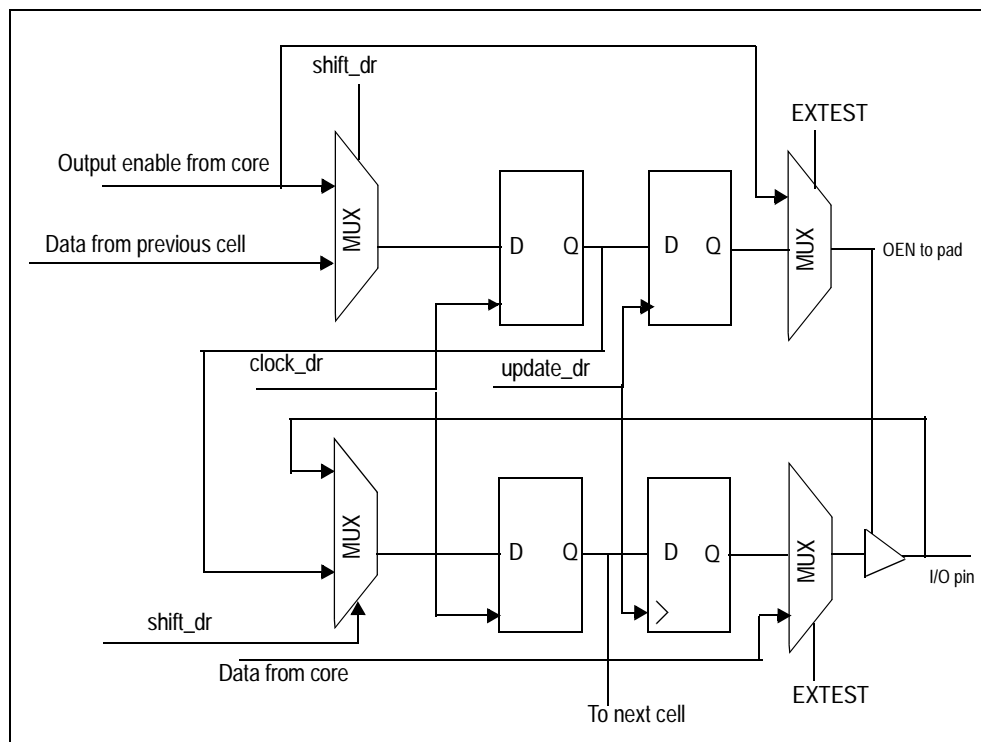 shift_dr
EXTEST
Output enable from core
MUX
D Q
D Q
MUX
Data from previous cell
OEN to pad
clock_dr
update_dr
MUX
D Q
D Q
MUX
I/O pin
shift_dr
Data from core
EXTEST
To next cell